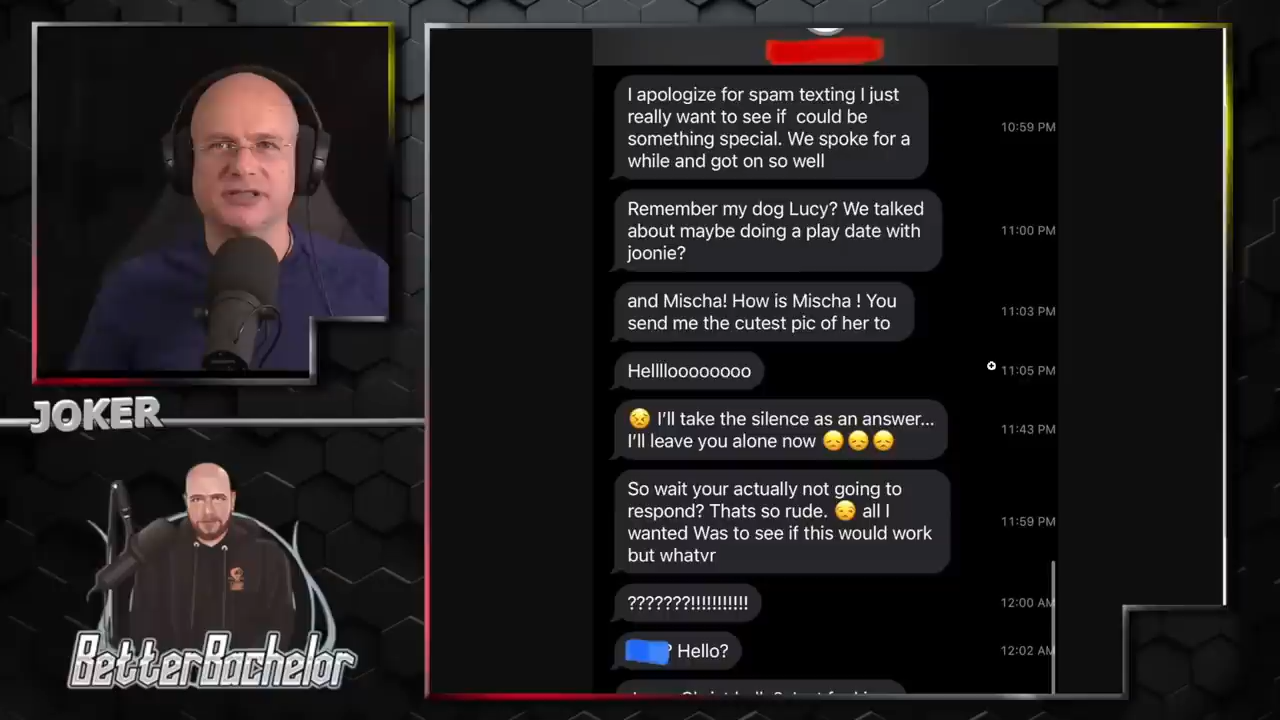 I apologize for spam texting I just
really want to see if  could be
something special. We spoke for a
while and got on so well
10:59 PM
Remember my dog Lucy? We talked
about maybe doing a play date with
joonie?
11:00 PM
and Mischa! How is Mischa ! You
send me the cutest pic of her to
11:03 PM
Helllloooooooo
11:05 PM
😣 I’ll take the silence as an answer...
I’ll leave you alone now 😞😞😞
11:43 PM
So wait your actually not going to
respond? Thats so rude. 😒 all I
wanted Was to see if this would work
but whatvr
11:59 PM
???????!!!!!!!!!!!
12:00 AM
? Hello?
12:02 AM
JOKER
BetterBachelor